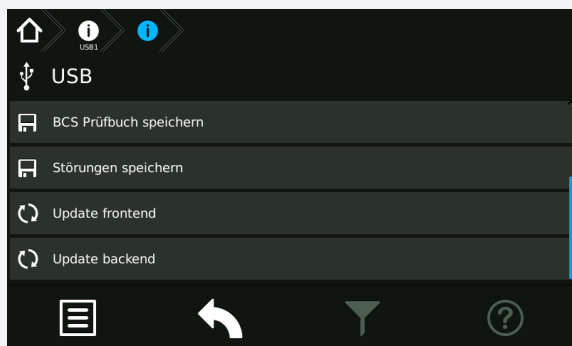 USB1
USB
BCS Prüfbuch speichern
Störungen speichern
Update frontend
Update backend